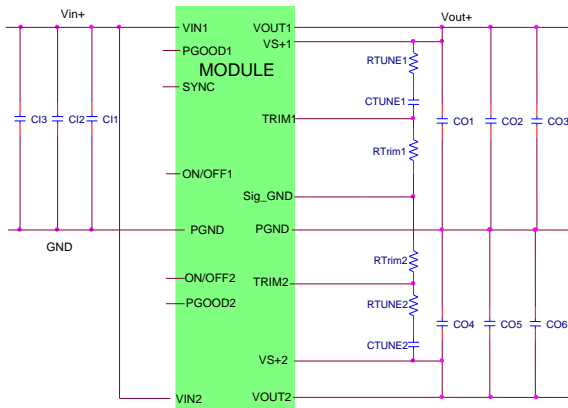 Vin+
Vout+
VIN1
VOUT1
VS+1
PGOOD1
RTUNE1
MODULE
SYNC
CTUNE1
CI3
CI2
CI1
TRIM1
CO1
CO2
CO3
RTrim1
ON/OFF1
Sig_GND
PGND
PGND
GND
RTrim2
ON/OFF2
TRIM2
PGOOD2
RTUNE2
CO4
CO5
CO6
CTUNE2
VS+2
VIN2
VOUT2